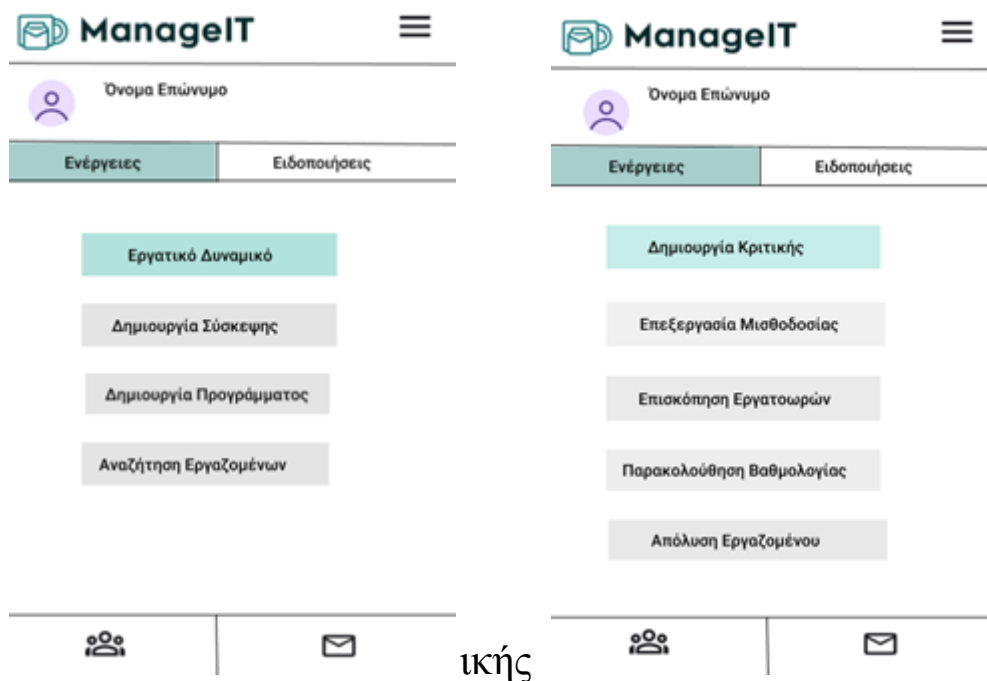 ManageIT
Όνομα Επώνυμο
Ενέργειες Ειδοποιήσεις
Εργατικό Δυναμικό
Δημιουργία Σύσκεψης
Δημιουργία Προγράμματος
Αναζήτηση Εργαζομένων
ικής
ManageIT
Όνομα Επώνυμο
Ενέργειες Ειδοποιήσεις
Δημιουργία Κριτικής
Επεξεργασία Μισθοδοσίας
Επισκόπηση Εργατοωρών
Παρακολούθηση Βαθμολογίας
Απόλυση Εργαζομένου